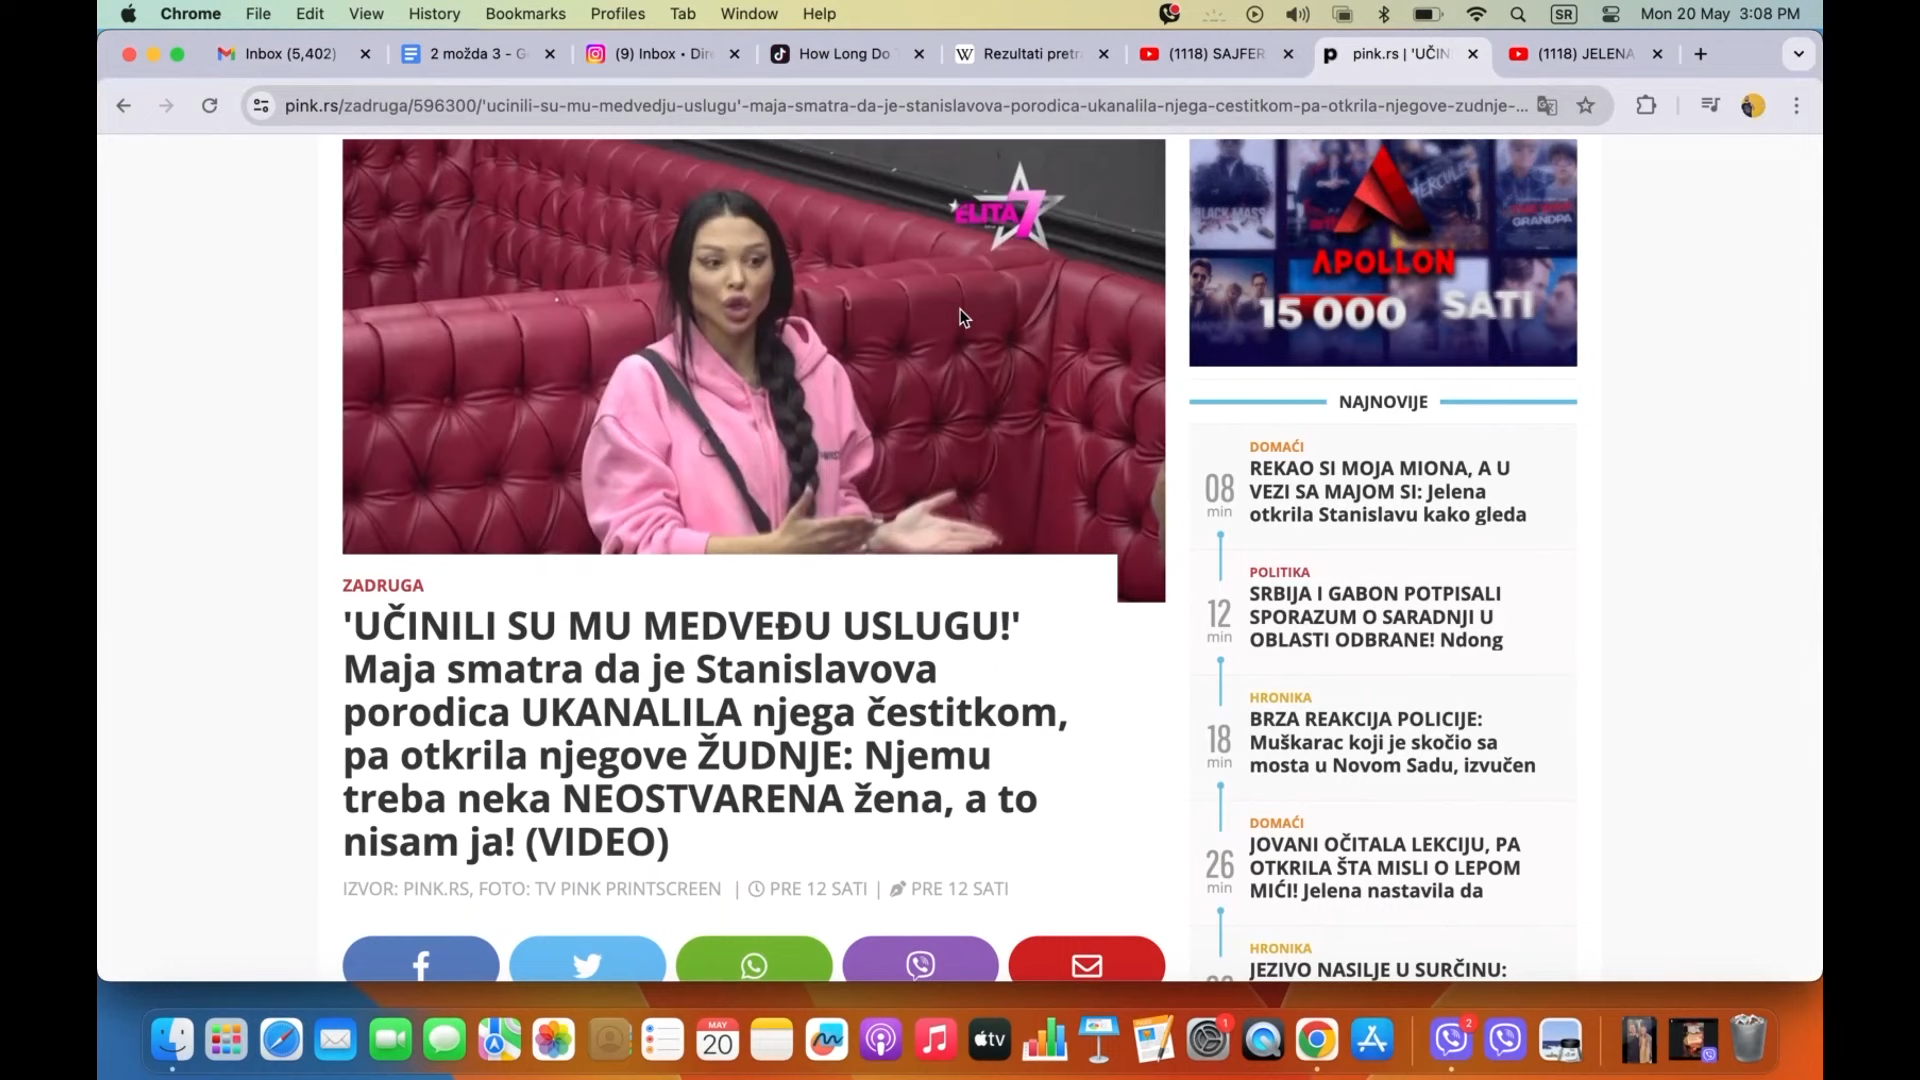 Chrome File Edit View History Bookmarks Profiles Tab Window Help SR Mon 20 May 3:08 PM
Inbox (5,402) 2 možda 3 - G (9) Inbox • Dir How Long Do Rezultati pretr (1118) SAJFER pink.rs | 'UČIN (1118) JELENA
pink.rs/zadruga/596300/'ucinili-su-mu-medvedju-uslugu'-maja-smatra-da-je-stanislavova-porodica-ukanalila-njega-cestitkom-pa-otkrila-njegove-zudnje-...
ELITA 7
BLACK MASS
HERCULES
GRANDPA
APOLLON
15 000 SATI
ZADRUGA
'UČINILI SU MU MEDVEĐU USLUGU!'
Maja smatra da je Stanislavova
porodica UKANALILA njega čestitkom,
pa otkrila njegove ŽUDNJE: Njemu
treba neka NEOSTVARENA žena, a to
nisam ja! (VIDEO)
IZVOR: PINK.RS, FOTO: TV PINK PRINTSCREEN | PRE 12 SATI | PRE 12 SATI
NAJNOVIJE
08 min
DOMAĆI
REKAO SI MOJA MIONA, A U
VEZI SA MAJOM SI: Jelena
otkrila Stanislavu kako gleda
12 min
POLITIKA
SRBIJA I GABON POTPISALI
SPORAZUM O SARADNJI U
OBLASTI ODBRANE! Ndong
18 min
HRONIKA
BRZA REAKCIJA POLICIJE:
Muškarac koji je skočio sa
mosta u Novom Sadu, izvučen
26 min
DOMAĆI
JOVANI OČITALA LEKCIJU, PA
OTKRILA ŠTA MISLI O LEPOM
MIĆI! Jelena nastavila da
HRONIKA
JEZIVO NASILJE U SURČINU:
MAY
20
tv
1
2